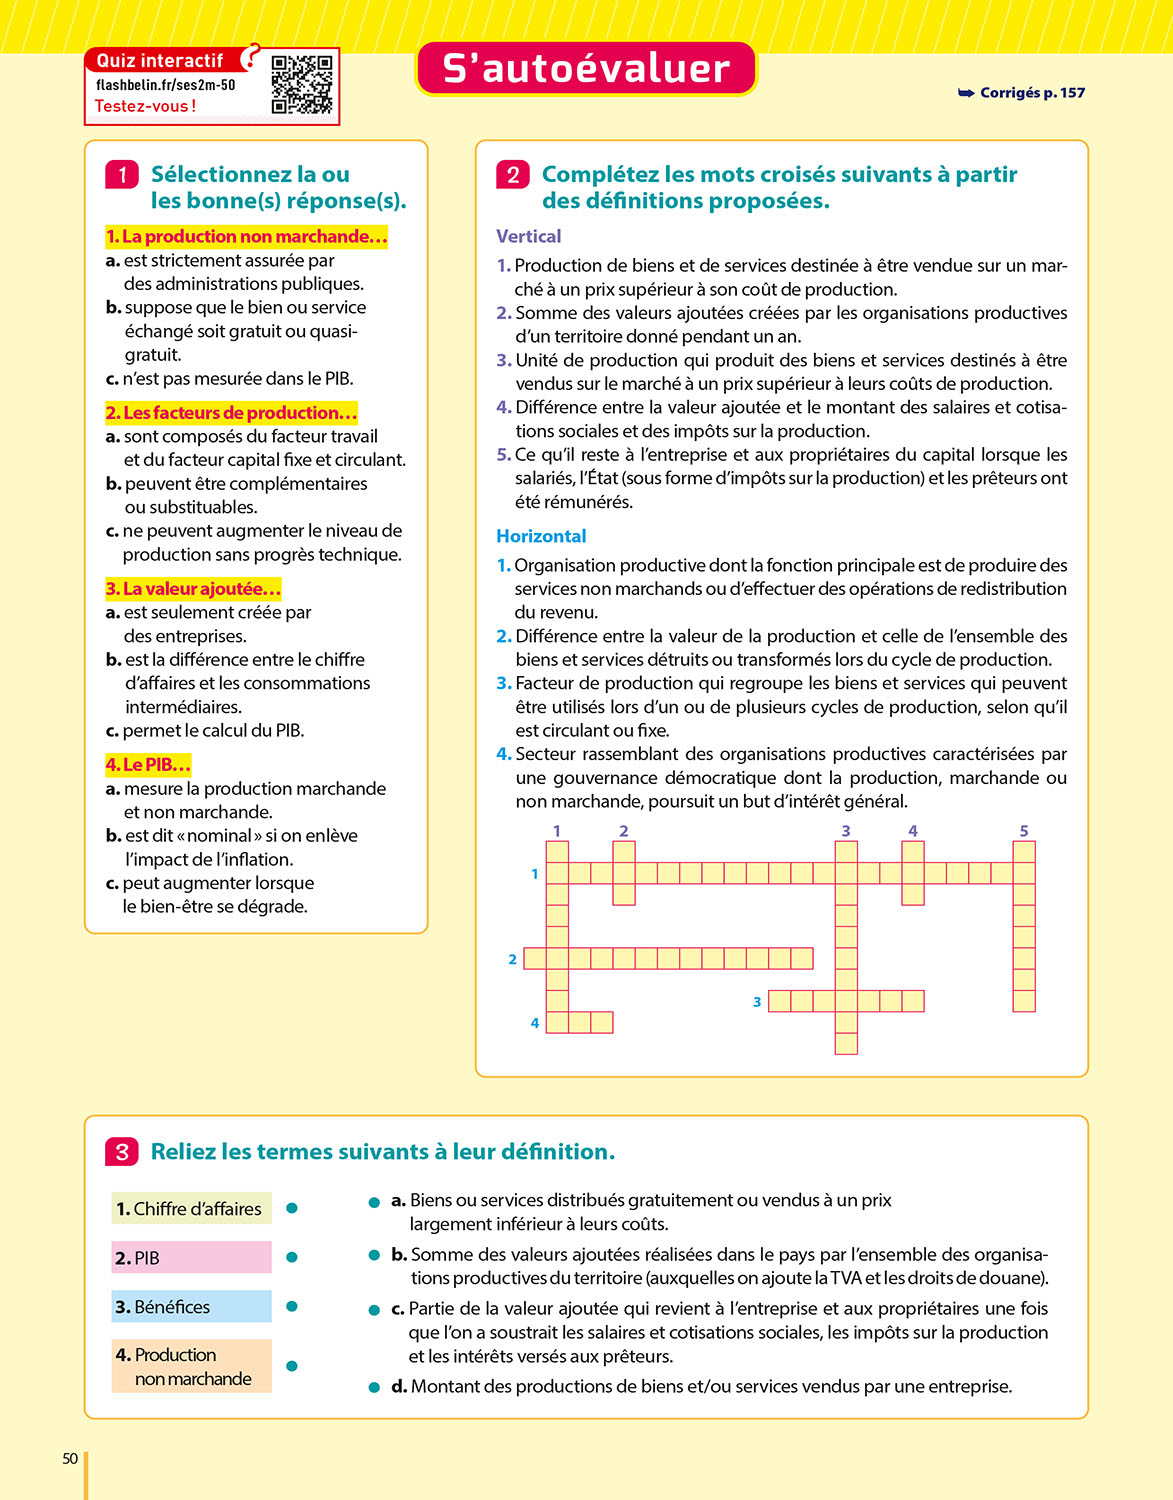 Quiz interactif ?
flashbelin.fr/ses2m-50
Testez-vous !
S'autoévaluer
➥ Corrigés p. 157
1 Sélectionnez la ou
les bonne(s) réponse(s).
1. La production non marchande…
a. est strictement assurée par
des administrations publiques.
b. suppose que le bien ou service
échangé soit gratuit ou quasi-
gratuit.
c. n'est pas mesurée dans le PIB.
2. Les facteurs de production…
a. sont composés du facteur travail
et du facteur capital fixe et circulant.
b. peuvent être complémentaires
ou substituables.
c. ne peuvent augmenter le niveau de
production sans progrès technique.
3. La valeur ajoutée…
a. est seulement créée par
des entreprises.
b. est la différence entre le chiffre
d'affaires et les consommations
intermédiaires.
c. permet le calcul du PIB.
4. Le PIB…
a. mesure la production marchande
et non marchande.
b. est dit « nominal » si on enlève
l'impact de l'inflation.
c. peut augmenter lorsque
le bien-être se dégrade.
2 Complétez les mots croisés suivants à partir
des définitions proposées.
Vertical
1. Production de biens et de services destinée à être vendue sur un mar-
ché à un prix supérieur à son coût de production.
2. Somme des valeurs ajoutées créées par les organisations productives
d'un territoire donné pendant un an.
3. Unité de production qui produit des biens et services destinés à être
vendus sur le marché à un prix supérieur à leurs coûts de production.
4. Différence entre la valeur ajoutée et le montant des salaires et cotisa-
tions sociales et des impôts sur la production.
5. Ce qu'il reste à l'entreprise et aux propriétaires du capital lorsque les
salariés, l'État (sous forme d'impôts sur la production) et les prêteurs ont
été rémunérés.
Horizontal
1. Organisation productive dont la fonction principale est de produire des
services non marchands ou d'effectuer des opérations de redistribution
du revenu.
2. Différence entre la valeur de la production et celle de l'ensemble des
biens et services détruits ou transformés lors du cycle de production.
3. Facteur de production qui regroupe les biens et services qui peuvent
être utilisés lors d'un ou de plusieurs cycles de production, selon qu'il
est circulant ou fixe.
4. Secteur rassemblant des organisations productives caractérisées par
une gouvernance démocratique dont la production, marchande ou
non marchande, poursuit un but d'intérêt général.
1 2 3 4 5
1
2
3
4
3 Reliez les termes suivants à leur définition.
1. Chiffre d'affaires
2. PIB
3. Bénéfices
4. Production
non marchande
a. Biens ou services distribués gratuitement ou vendus à un prix
largement inférieur à leurs coûts.
b. Somme des valeurs ajoutées réalisées dans le pays par l'ensemble des organisa-
tions productives du territoire (auxquelles on ajoute la TVA et les droits de douane).
c. Partie de la valeur ajoutée qui revient à l'entreprise et aux propriétaires une fois
que l'on a soustrait les salaires et cotisations sociales, les impôts sur la production
et les intérêts versés aux prêteurs.
d. Montant des productions de biens et/ou services vendus par une entreprise.
50